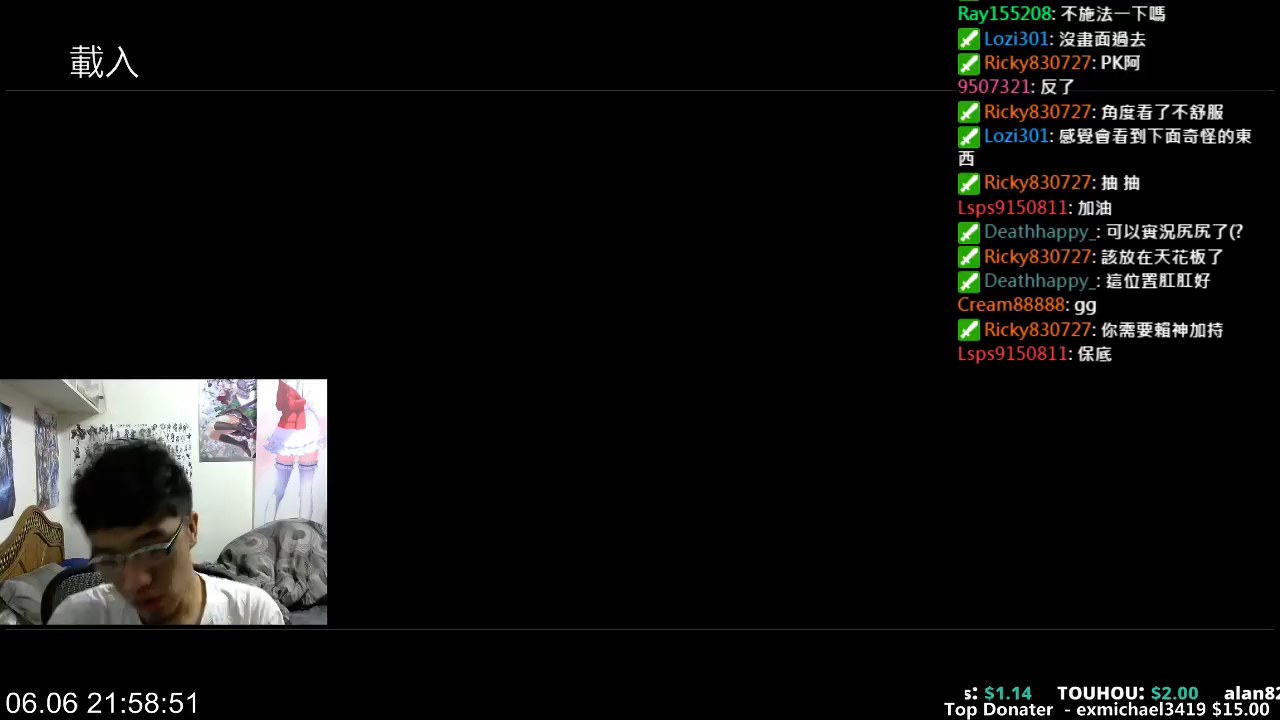 載入
Ray155208: 不施法一下嗎
Lozi301: 沒畫面過去
Ricky830727: PK阿
9507321: 反了
Ricky830727: 角度看了不舒服
Lozi301: 感覺會看到下面奇怪的東
西
Ricky830727: 抽 抽
Lsps9150811: 加油
Deathhappy_: 可以實況尻尻了(?
Ricky830727: 該放在天花板了
Deathhappy_: 這位置肛肛好
Cream88888: gg
Ricky830727: 你需要賴神加持
Lsps9150811: 保底
06.06 21:58:51
s: $1.14 TOUHOU: $2.00 alan82
Top Donater - exmichael3419 $15.00